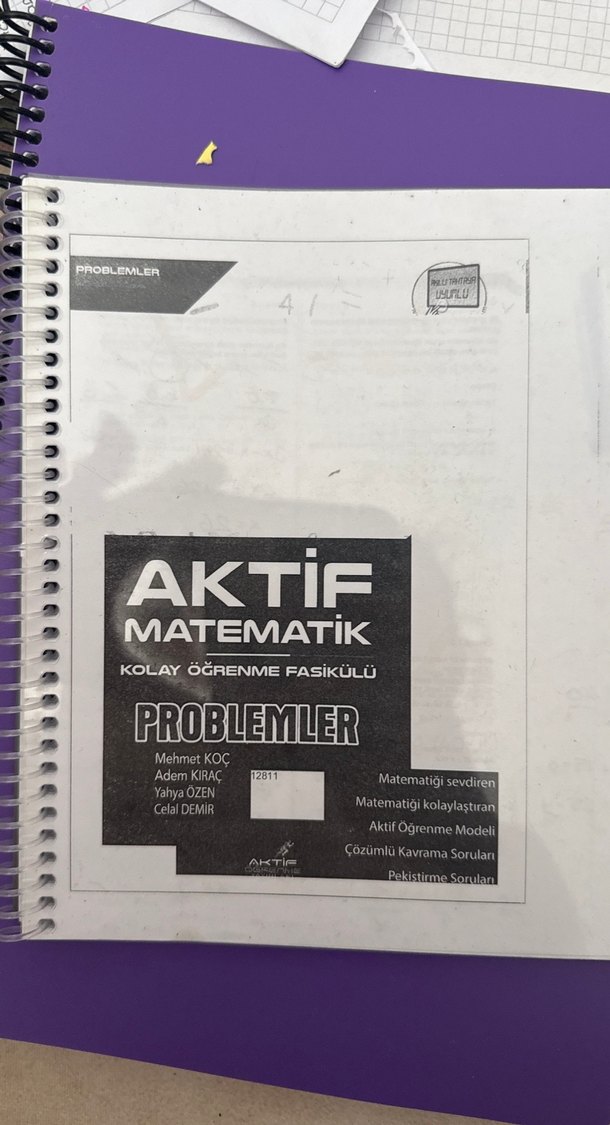 PROBLEMLER
AKILLI TAHTAYA
UYUMLU
AKTİF
MATEMATİK
KOLAY ÖĞRENME FASİKÜLÜ
PROBLEMLER
Mehmet KOÇ
Adem KIRAÇ
Yahya ÖZEN
Celal DEMİR
12811
Matematiği sevdiren
Matematiği kolaylaştıran
Aktif Öğrenme Modeli
Çözümlü Kavrama Soruları
Pekiştirme Soruları
AKTİF